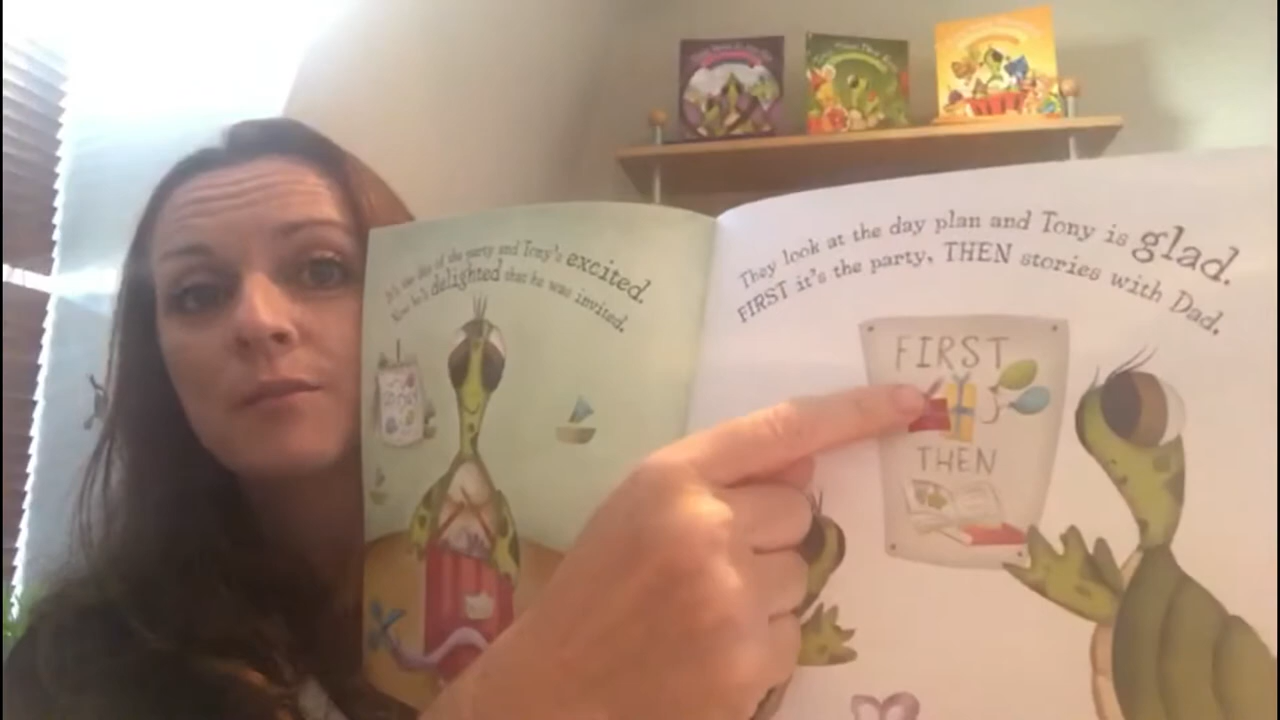 It's the day of the party and Tony's excited.
Now he's delighted that he was invited.
They look at the day plan and Tony is glad.
FIRST it's the party, THEN stories with Dad.
FIRST
THEN